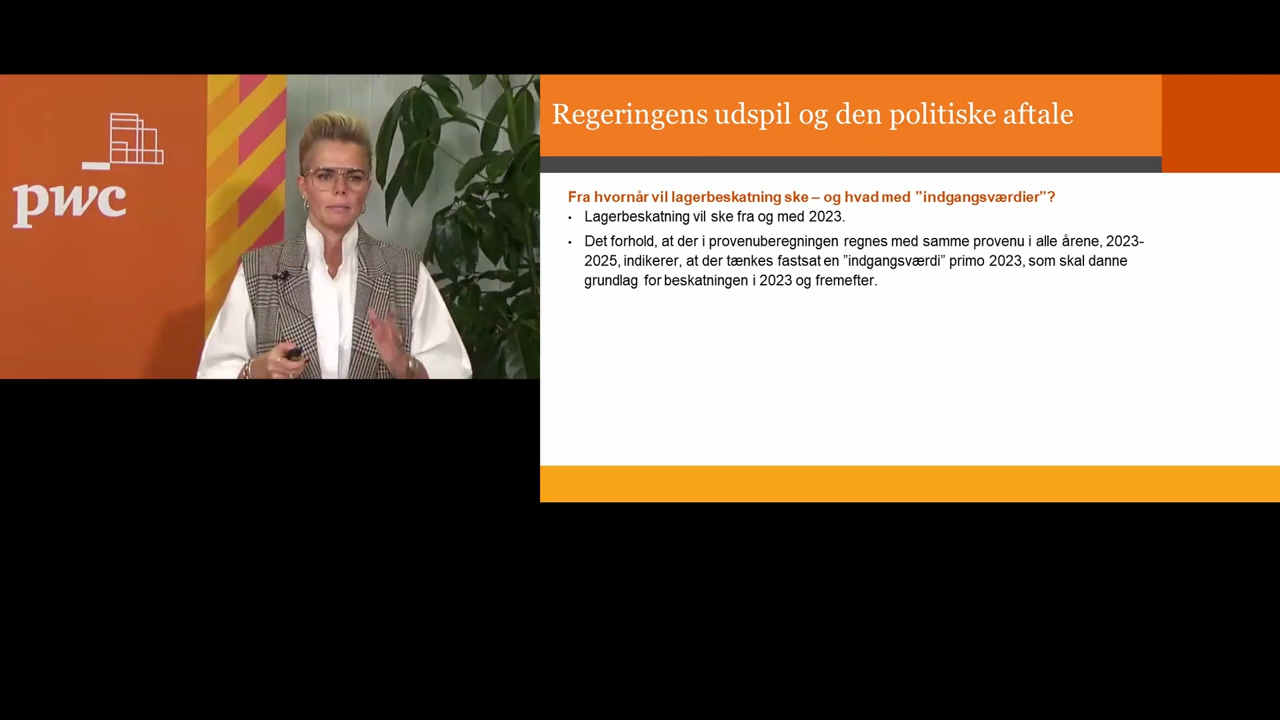 pwc
Regeringens udspil og den politiske aftale
Fra hvornår vil lagerbeskatning ske – og hvad med ”indgangsværdier”?
• Lagerbeskatning vil ske fra og med 2023.
• Det forhold, at der i provenuberegningen regnes med samme provenu i alle årene, 2023-
2025, indikerer, at der tænkes fastsat en ”indgangsværdi” primo 2023, som skal danne
grundlag for beskatningen i 2023 og fremefter.